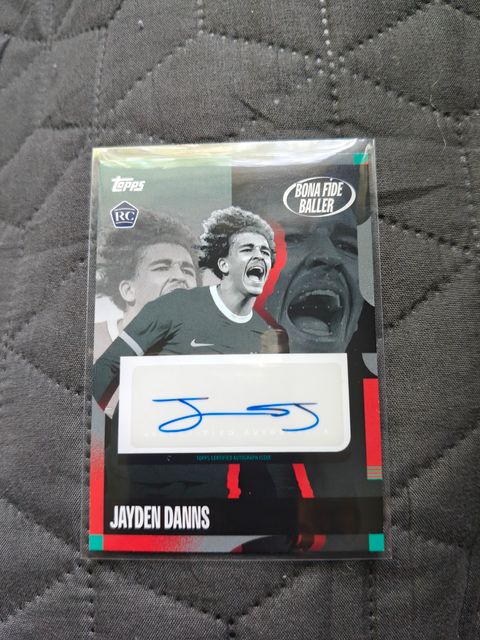 Topps
RC
BONA FIDE
BALLER
TOPPS CERTIFIED AUTOGRAPH ISSUE
JAYDEN DANNS